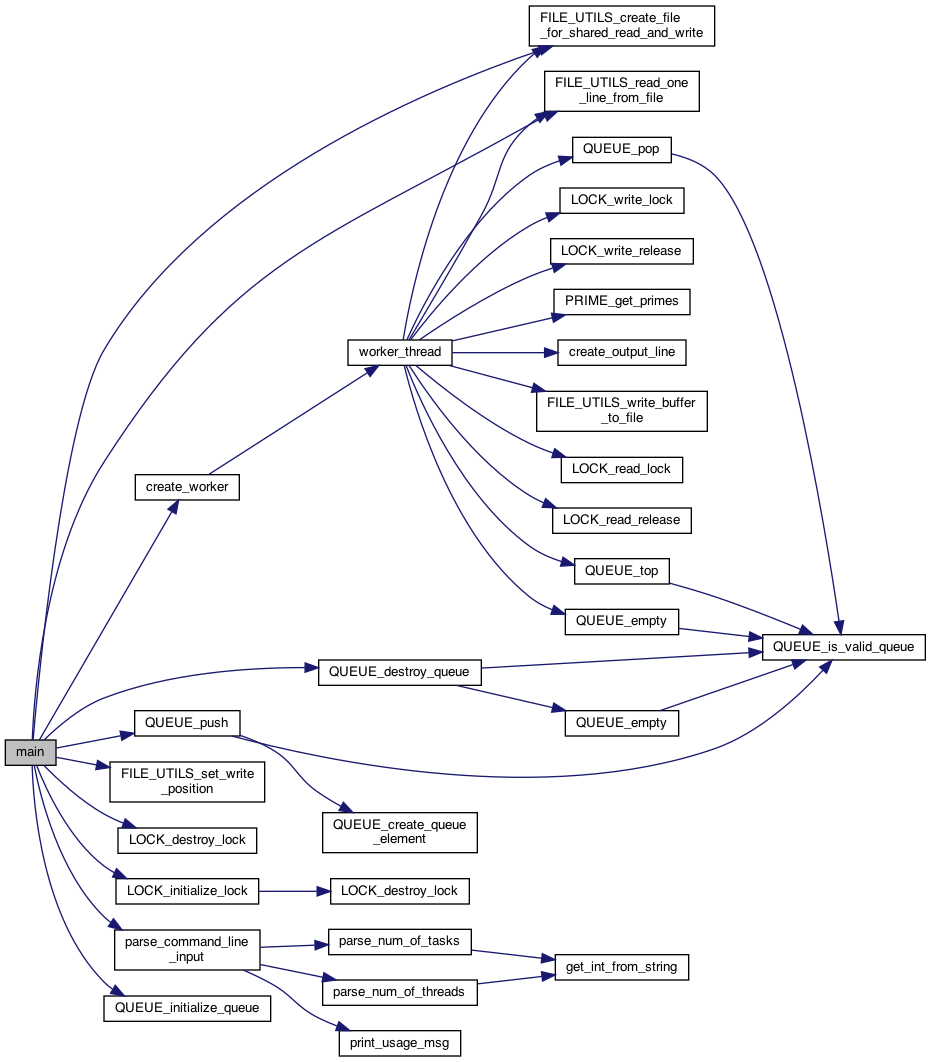 FILE_UTILS_create_file
_for_shared_read_and_write
FILE_UTILS_read_one
_line_from_file
QUEUE_pop
LOCK_write_lock
LOCK_write_release
PRIME_get_primes
worker_thread
create_output_line
FILE_UTILS_write_buffer
_to_file
LOCK_read_lock
create_worker
LOCK_read_release
QUEUE_top
QUEUE_empty
QUEUE_is_valid_queue
QUEUE_destroy_queue
QUEUE_push
QUEUE_empty
main
FILE_UTILS_set_write
_position
QUEUE_create_queue
_element
LOCK_destroy_lock
LOCK_initialize_lock
LOCK_destroy_lock
parse_command_line
_input
parse_num_of_tasks
get_int_from_string
parse_num_of_threads
QUEUE_initialize_queue
print_usage_msg